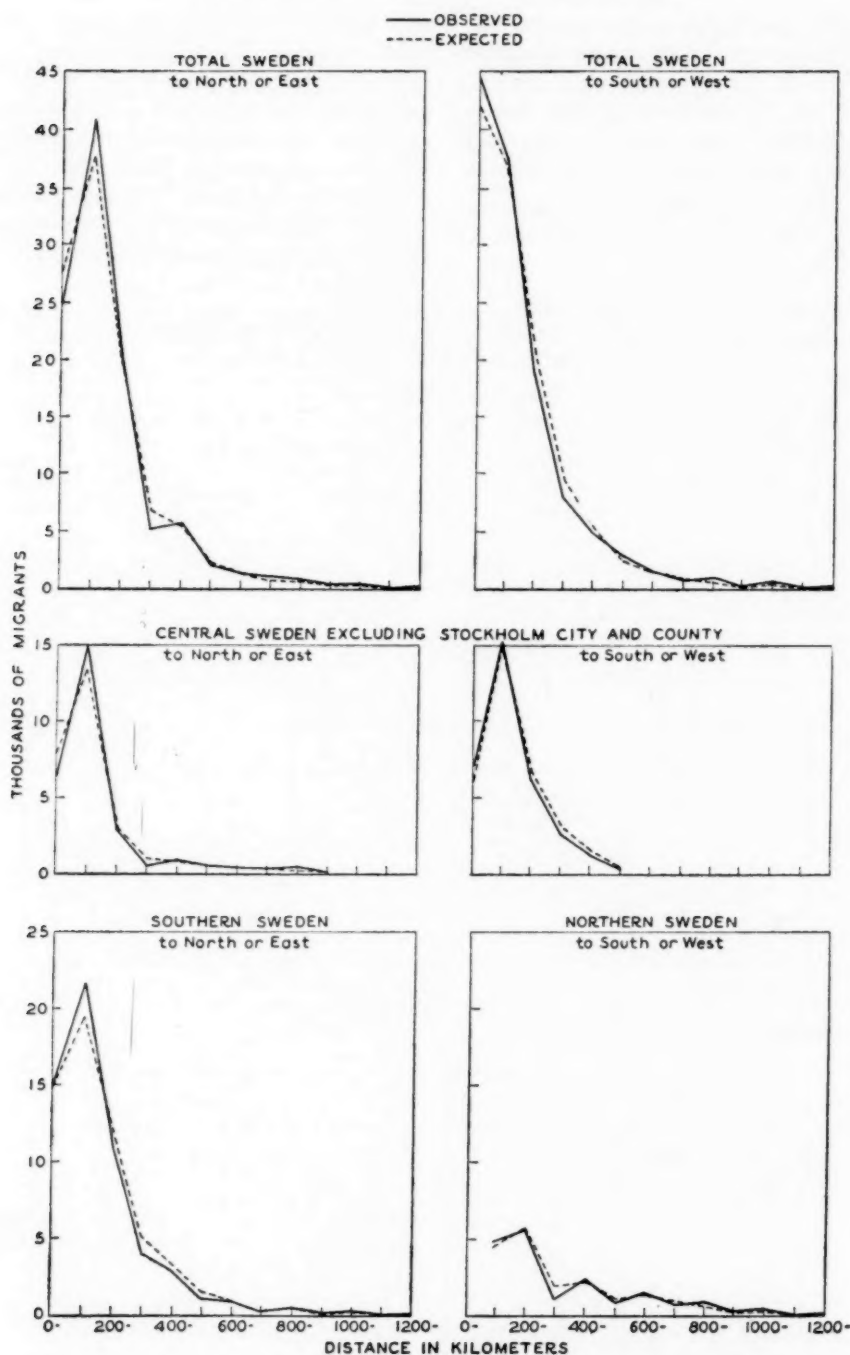 OBSERVED
EXPECTED
TOTAL SWEDEN
to North or East
TOTAL SWEDEN
to South or West
45
40
35
30
25
20
15
10
5
0
THOUSANDS OF MIGRANTS
CENTRAL SWEDEN EXCLUDING STOCKHOLM CITY AND COUNTY
to North or East
to South or West
15
10
5
0
SOUTHERN SWEDEN
to North or East
NORTHERN SWEDEN
to South or West
25
20
15
10
5
0
0- 200- 400- 600- 800- 1000- 1200-
0- 200- 400- 600- 800- 1000- 1200-
DISTANCE IN KILOMETERS